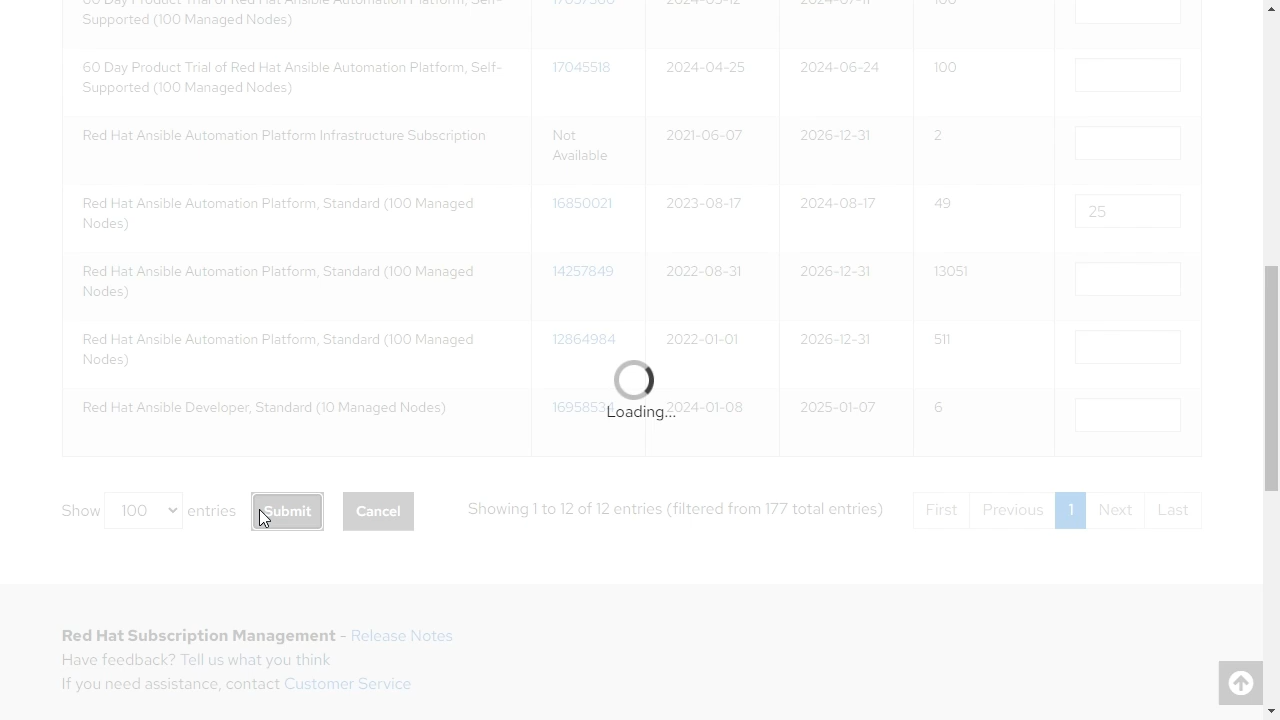 Supported (100 Managed Nodes)
60 Day Product Trial of Red Hat Ansible Automation Platform, Self-
Supported (100 Managed Nodes)
17045518
2024-04-25
2024-06-24
100
Red Hat Ansible Automation Platform Infrastructure Subscription
Not
Available
2021-06-07
2026-12-31
2
Red Hat Ansible Automation Platform, Standard (100 Managed
Nodes)
16850021
2023-08-17
2024-08-17
49
25
Red Hat Ansible Automation Platform, Standard (100 Managed
Nodes)
14257849
2022-08-31
2026-12-31
13051
Red Hat Ansible Automation Platform, Standard (100 Managed
Nodes)
12864984
2022-01-01
2026-12-31
511
Red Hat Ansible Developer, Standard (10 Managed Nodes)
2024-01-08
2025-01-07
6
Loading...
Show 100 entries
Submit
Cancel
Showing 1 to 12 of 12 entries (filtered from 177 total entries)
First
Previous
1
Next
Last
Red Hat Subscription Management - Release Notes
Have feedback? Tell us what you think
If you need assistance, contact Customer Service